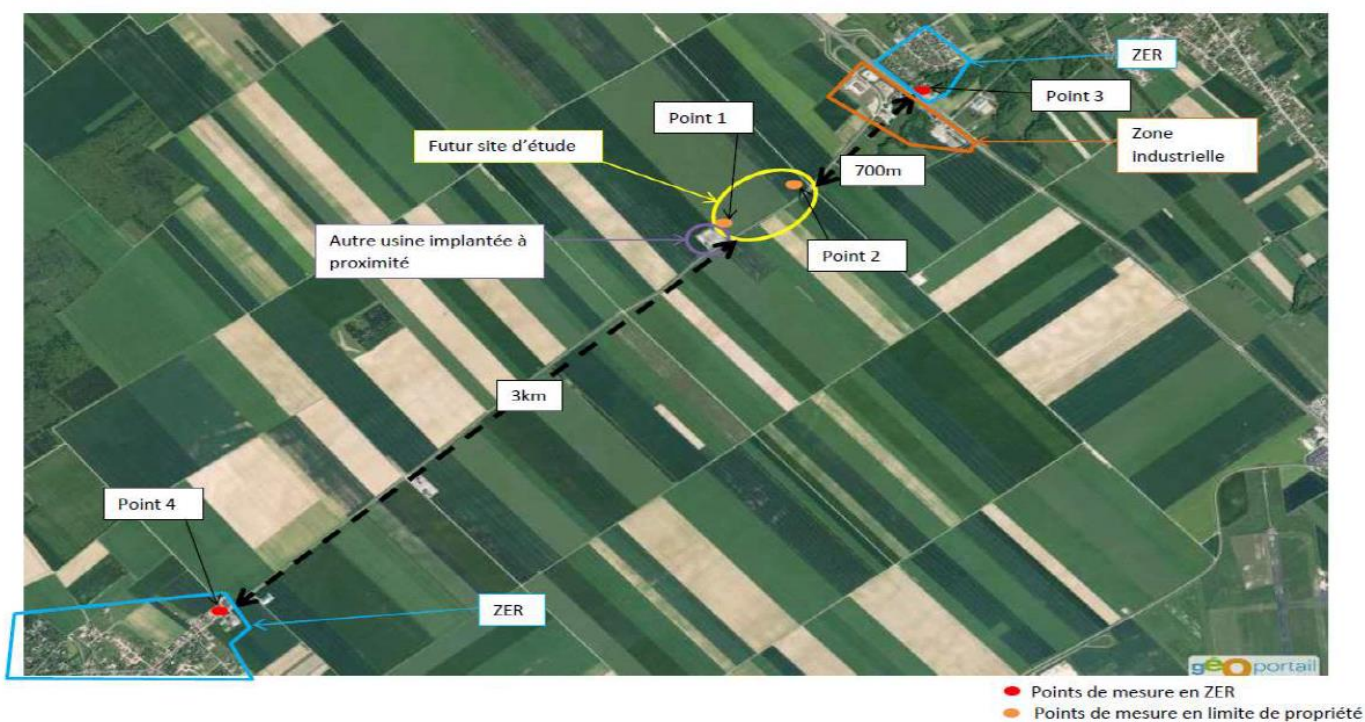 ZER
Point 3
Point 1
Zone
industrielle
Futur site d'étude
700m
Autre usine implantée à
proximité
Point 2
3km
Point 4
ZER
géoportail
Points de mesure en ZER
Points de mesure en limite de propriété